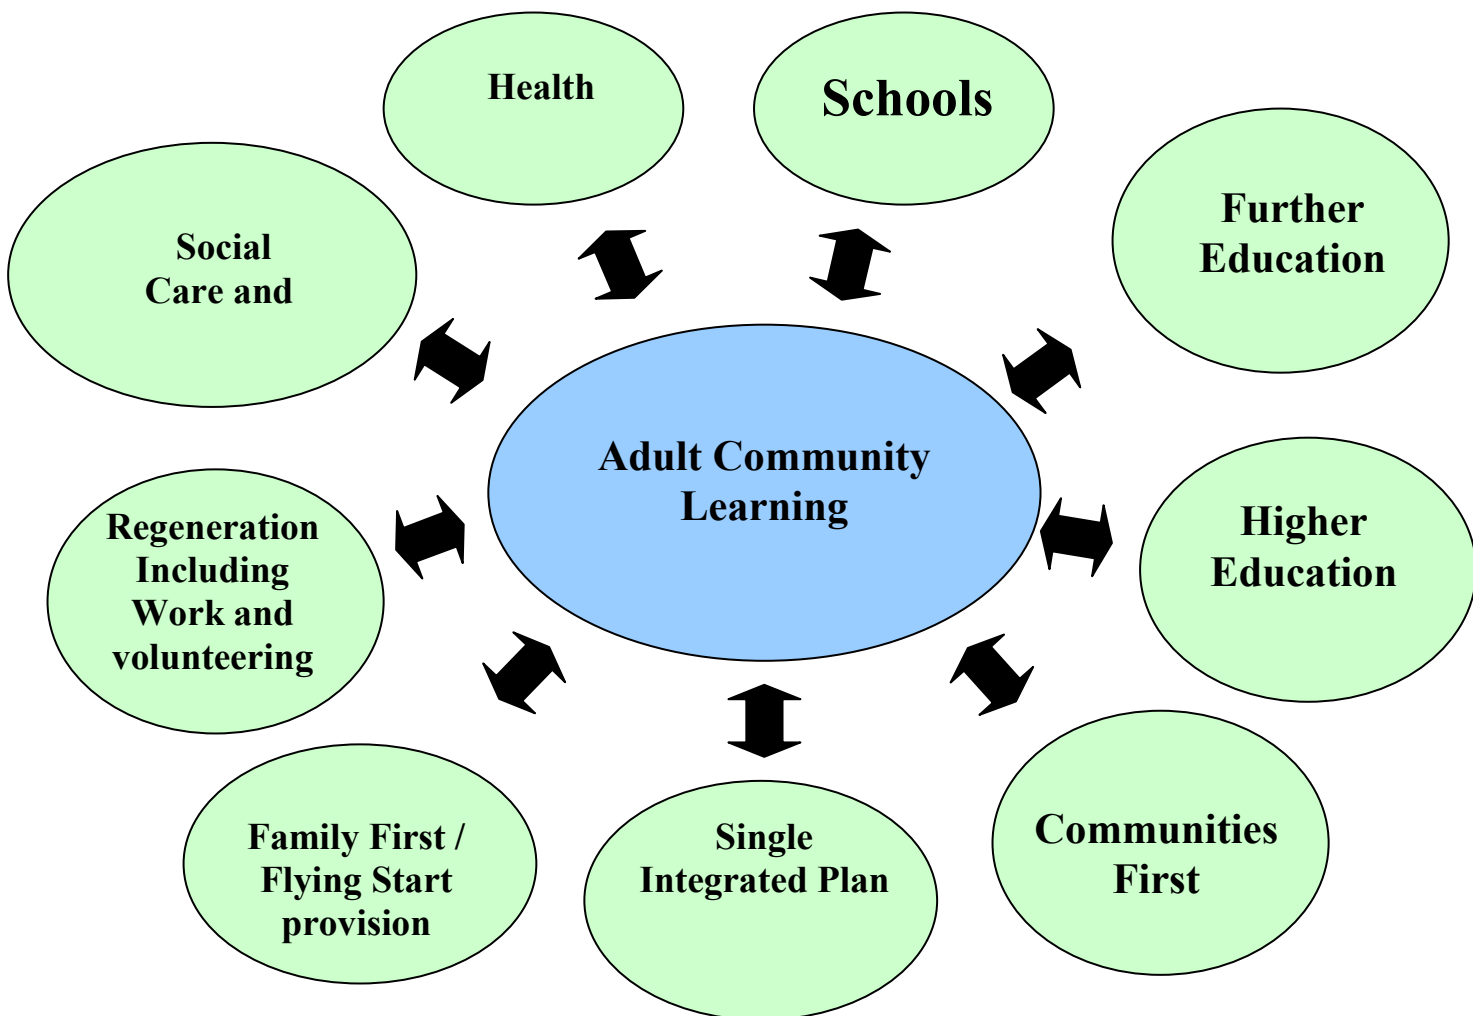 Health
Schools
Further
Education
Social
Care and
Adult Community
Learning
Regeneration
Including
Work and
volunteering
Higher
Education
Family First /
Flying Start
provision
Single
Integrated Plan
Communities
First